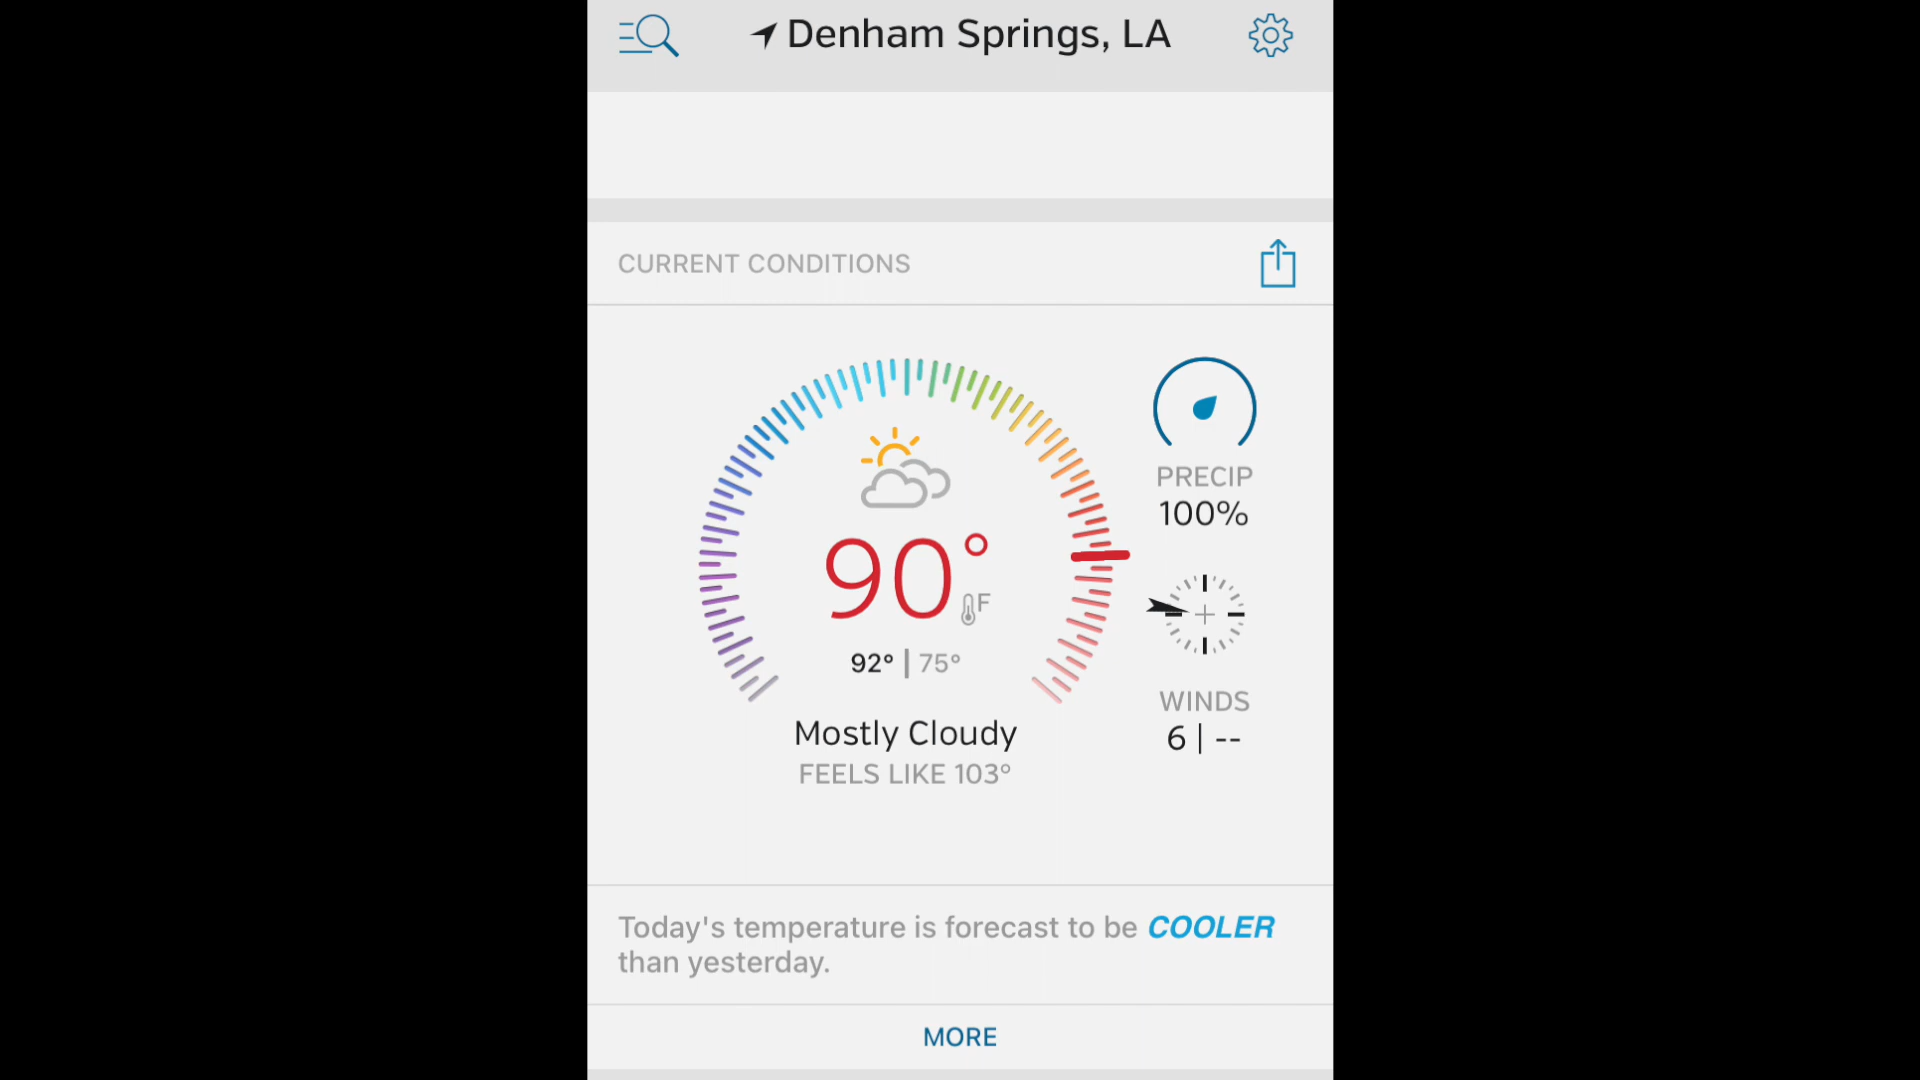 Denham Springs, LA
CURRENT CONDITIONS
90°
F
92° | 75°
Mostly Cloudy
FEELS LIKE 103°
PRECIP
100%
WINDS
6 | --
Today's temperature is forecast to be COOLER
than yesterday.
MORE